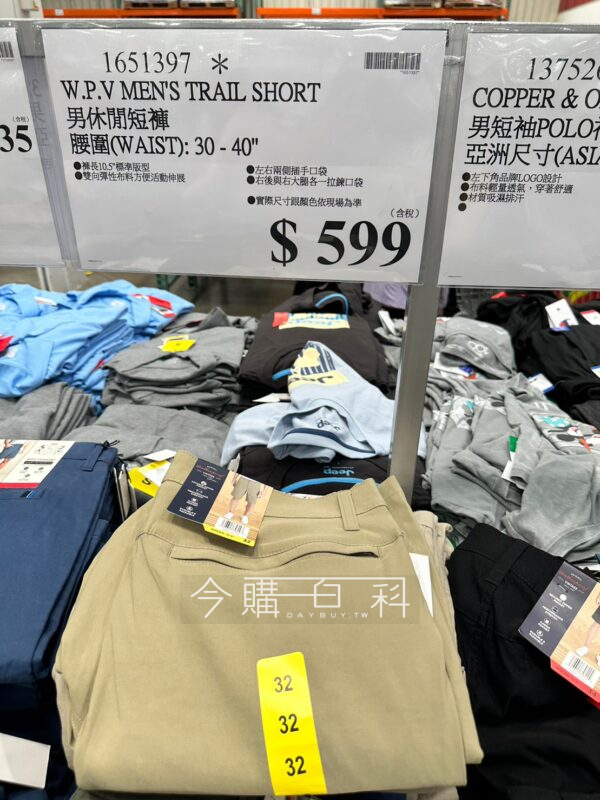 1651397 *
"1651397"
W.P.V MEN'S TRAIL SHORT
男休閒短褲
腰圍(WAIST): 30 - 40"
●褲長10.5"標準版型
●雙向彈性布料方便活動伸展
●左右兩側插手口袋
●右後與右大腿各一拉鍊口袋
●實際尺寸跟顏色依現場為準
(含稅)
$ 599
(含稅)
35
137526
COPPER & O
男短袖POLO衫
亞洲尺寸(ASIA
●左下角品牌LOGO設計
●布料輕量透氣，穿著舒適
●材質吸濕排汗
●
Jeep
Jeep
32
今購百科
DAYBUY.TW
32
32
32